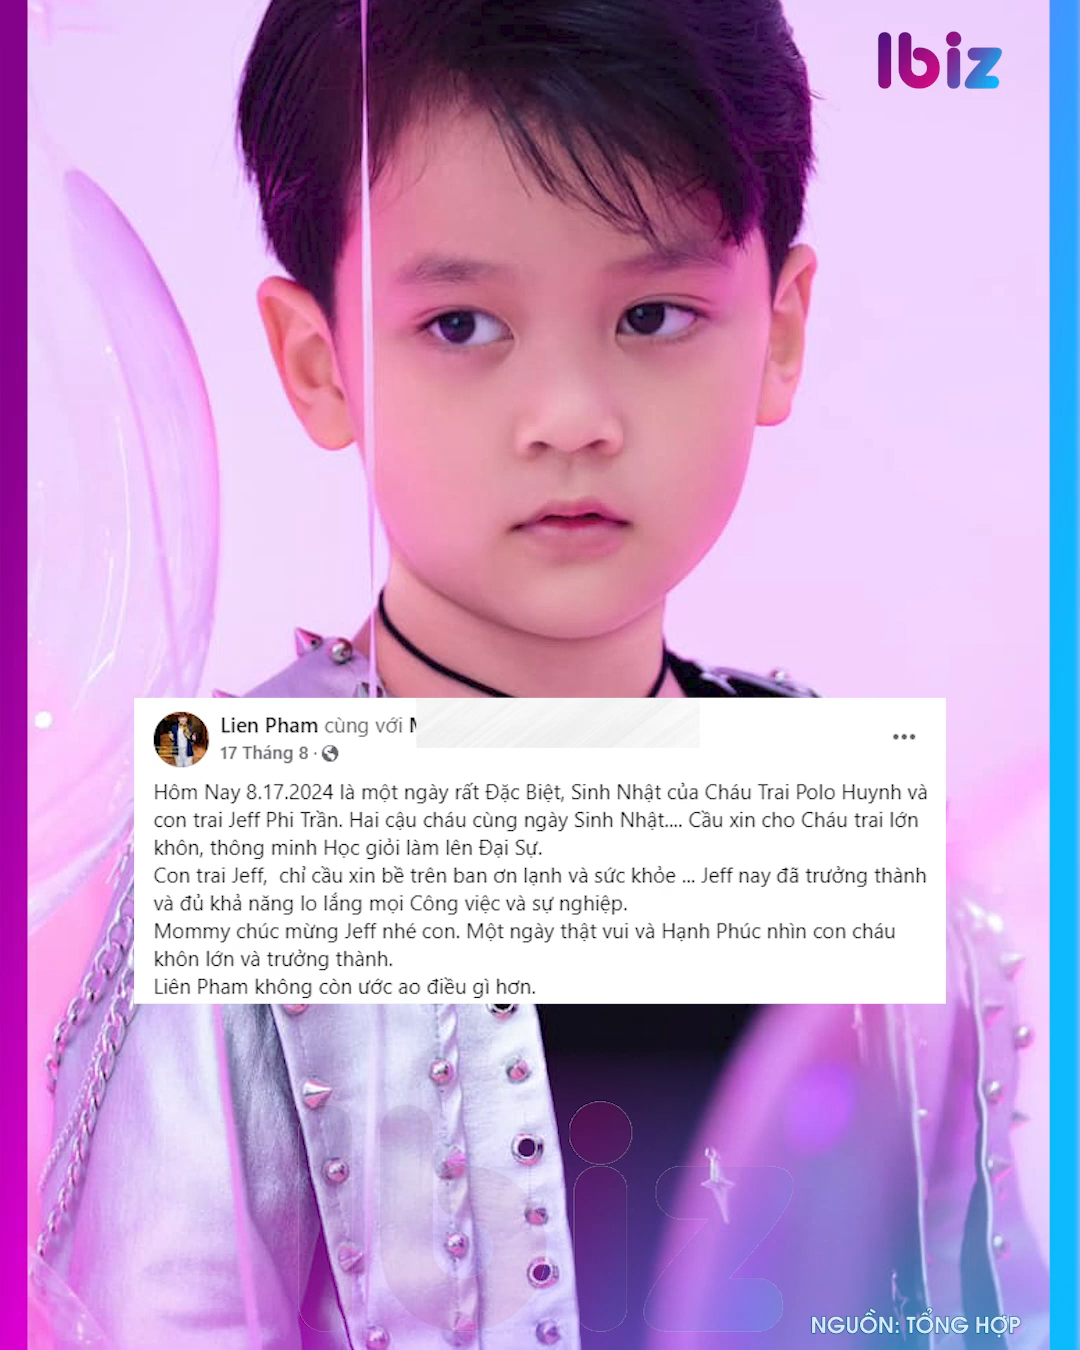 Ibiz
Lien Pham cùng với
17 Tháng 8 ·
Hôm Nay 8.17.2024 là một ngày rất Đặc Biệt, Sinh Nhật của Cháu Trai Polo Huynh và
con trai Jeff Phi Trần. Hai cậu cháu cùng ngày Sinh Nhật.... Cầu xin cho Cháu trai lớn
khôn, thông minh Học giỏi làm lên Đại Sự.
Con trai Jeff,  chỉ cầu xin bề trên ban ơn lạnh và sức khỏe ... Jeff nay đã trưởng thành
và đủ khả năng lo lắng mọi Công việc và sự nghiệp.
Mommy chúc mừng Jeff nhé con. Một ngày thật vui và Hạnh Phúc nhìn con cháu
khôn lớn và trưởng thành.
Liên Pham không còn ước ao điều gì hơn.
Ibiz
NGUỒN: TỔNG HỢP